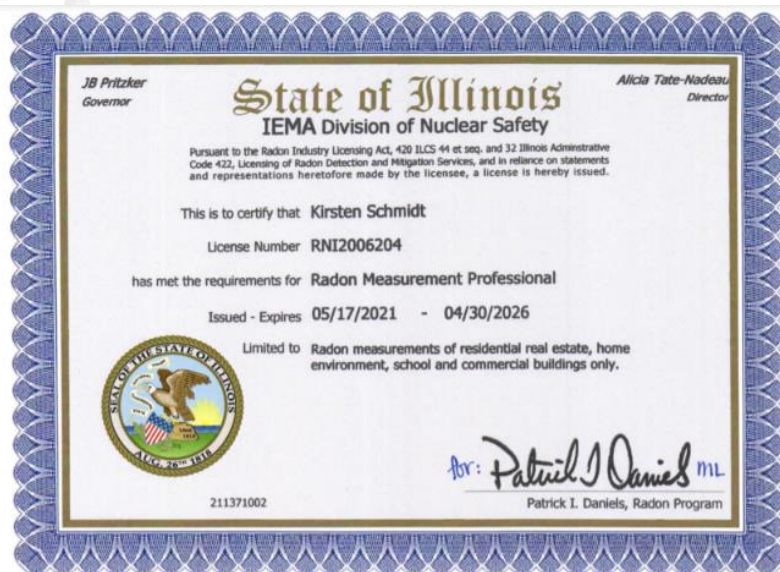 JB Pritzker
Governor
Alicia Tate-Nadeau
Director
State of Illinois
IEMA Division of Nuclear Safety
Pursuant to the Radon Industry Licensing Act, 420 ILCS 44 et seq. and 32 Illinois Adminstrative
Code 422, Licensing of Radon Detection and Mitigation Services, and in reliance on statements
and representations heretofore made by the licensee, a license is hereby issued.
This is to certify that Kirsten Schmidt
License Number RNI2006204
has met the requirements for Radon Measurement Professional
Issued - Expires 05/17/2021 - 04/30/2026
Limited to Radon measurements of residential real estate, home
environment, school and commercial buildings only.
SEAL OF THE STATE OF ILLINOIS
AUG. 26TH 1818
for: Patrick I Daniels ML
211371002
Patrick I. Daniels, Radon Program